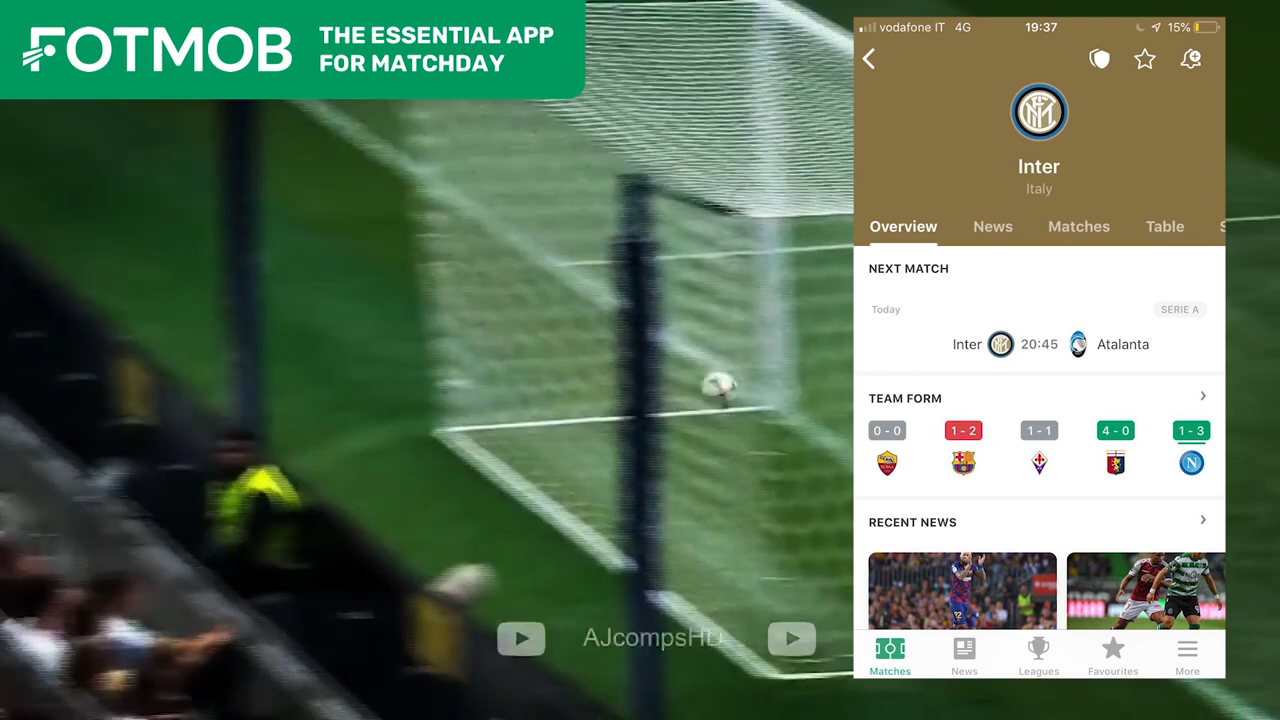 FOTMOB
THE ESSENTIAL APP
FOR MATCHDAY
vodafone IT 4G 19:37 15%
Inter
Italy
Overview News Matches Table S
NEXT MATCH
Today SERIE A
Inter 20:45 Atalanta
TEAM FORM
0 - 0 1 - 2 1 - 1 4 - 0 1 - 3
RECENT NEWS
AJcompsHD
Matches News Leagues Favourites More